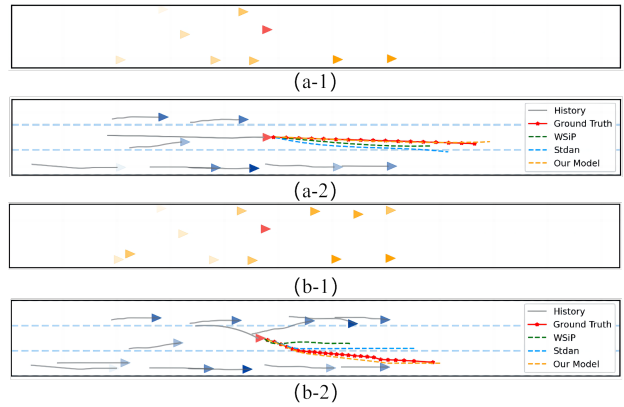 (a-1)
History
Ground Truth
WSiP
Stdan
Our Model
(a-2)
(b-1)
History
Ground Truth
WSiP
Stdan
Our Model
(b-2)